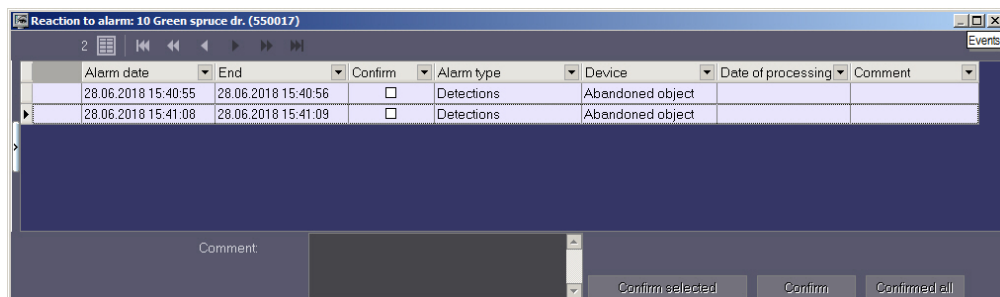 Reaction to alarm: 10 Green spruce dr. (550017)
2
Events
Alarm date End Confirm Alarm type Device Date of processing Comment
28.06.2018 15:40:55 28.06.2018 15:40:56 Detections Abandoned object
28.06.2018 15:41:08 28.06.2018 15:41:09 Detections Abandoned object
Comment:
Confirm selected Confirm Confirmed all